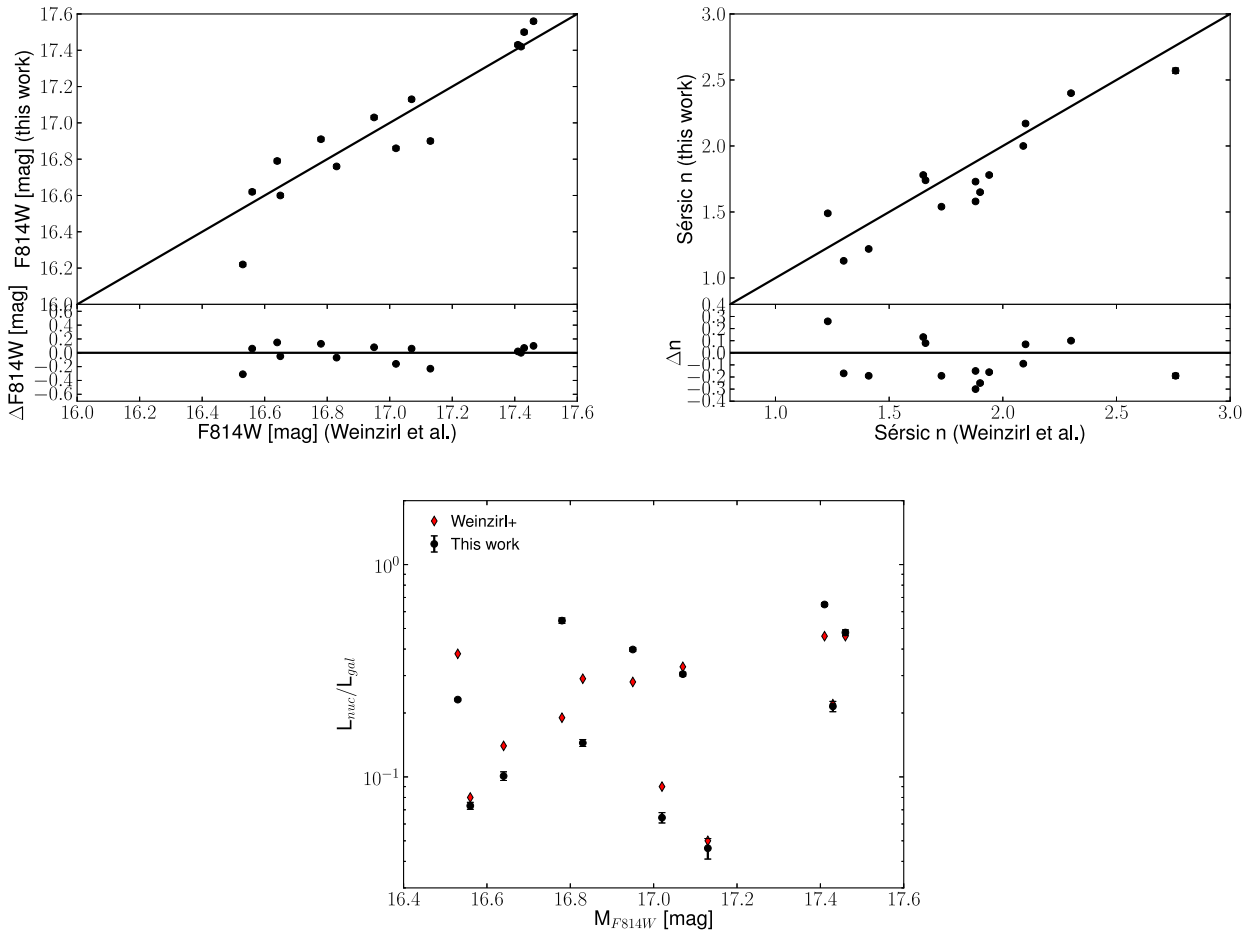 17.6
17.4
17.2
17.0
16.8
16.6
16.4
16.2
16.0
F814W [mag] (this work)
0.6
0.4
0.2
0.0
−0.2
−0.4
−0.6
ΔF814W [mag]
16.0 16.2 16.4 16.6 16.8 17.0 17.2 17.4 17.6
F814W [mag] (Weinzirl et al.)
3.0
2.5
2.0
1.5
1.0
Sérsic n (this work)
0.4
0.3
0.2
0.1
0.0
−0.1
−0.2
−0.3
−0.4
Δn
1.0 1.5 2.0 2.5 3.0
Sérsic n (Weinzirl et al.)
Weinzirl+
This work
10⁰
10⁻¹
L_nuc/L_gal
16.4 16.6 16.8 17.0 17.2 17.4 17.6
M_F814W [mag]